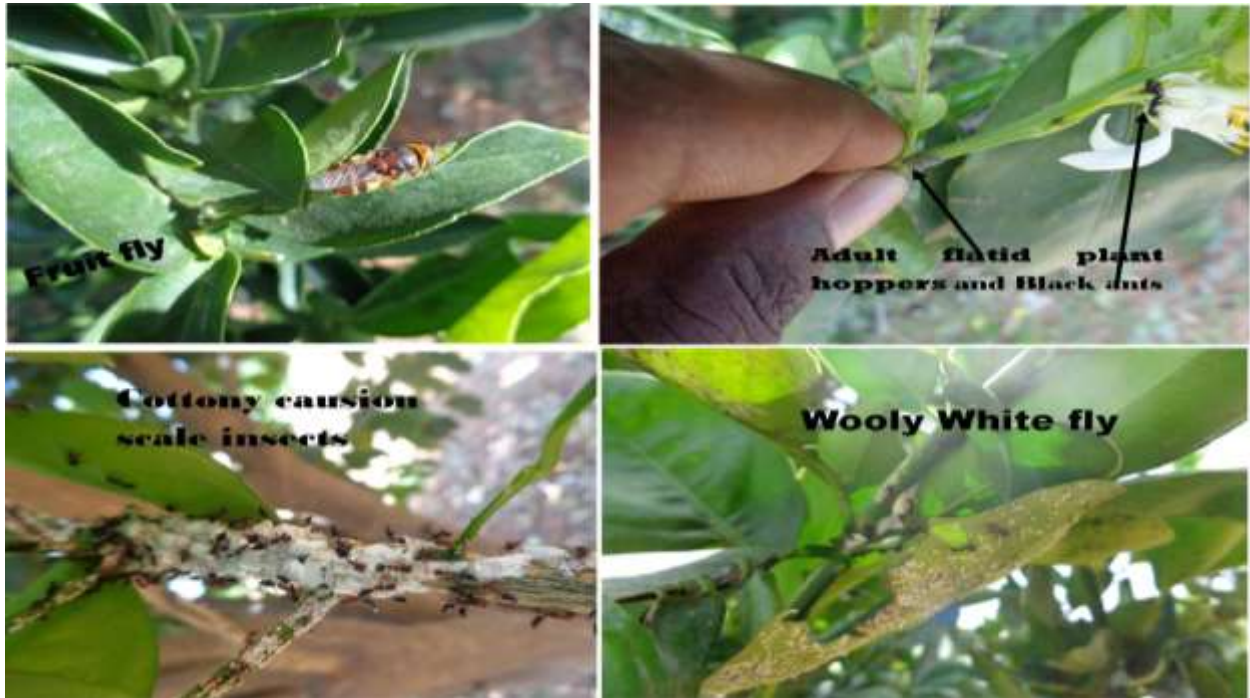 Fruit fly
Adult flatid plant
hoppers and Black ants
Cottony causion
scale insects
Wooly White fly